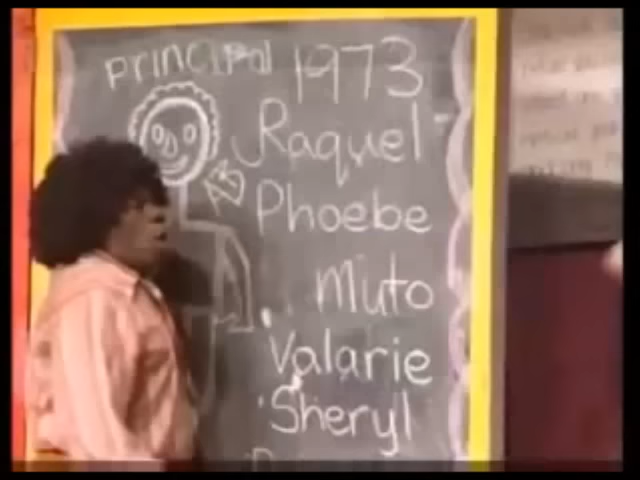 principal 1973
Raquel
Phoebe
Muto
Valarie
Sheryl